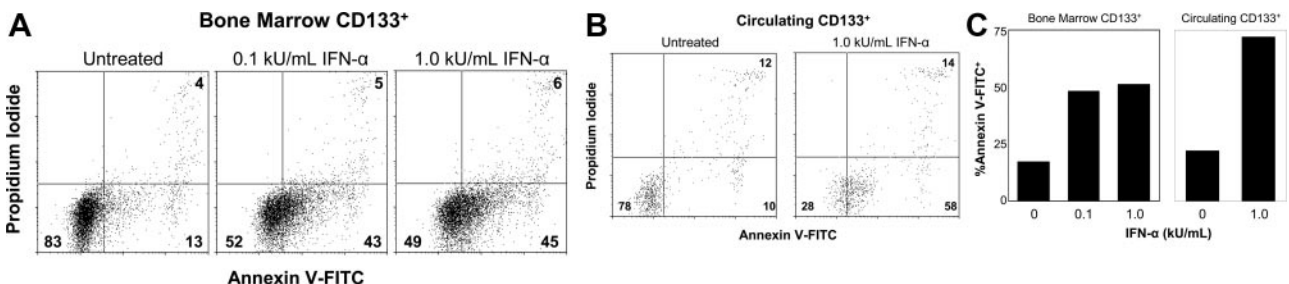 A
Bone Marrow CD133⁺
Untreated
0.1 kU/mL IFN-α
1.0 kU/mL IFN-α
Propidium Iodide
4
83
13
5
52
43
6
49
45
Annexin V-FITC
B
Circulating CD133⁺
Untreated
1.0 kU/mL IFN-α
Propidium Iodide
12
78
10
14
28
58
Annexin V-FITC
C
Bone Marrow CD133⁺
Circulating CD133⁺
%Annexin V-FITC⁺
75
50
25
0
0
0.1
1.0
0
1.0
IFN-α (kU/mL)